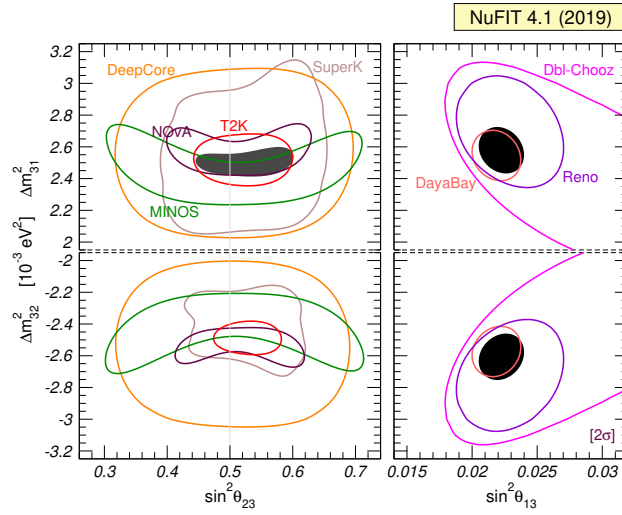 NuFIT 4.1 (2019)
DeepCore
SuperK
NOvA
T2K
MINOS
Dbl-Chooz
DayaBay
Reno
[2σ]
3.2
3
2.8
2.6
2.4
2.2
2
-2
-2.2
-2.4
-2.6
-2.8
-3
-3.2
Δm²₃₂ [10⁻³ eV²] Δm²₃₁
0.3 0.4 0.5 0.6 0.7
sin²θ₂₃
0.015 0.02 0.025 0.03
sin²θ₁₃